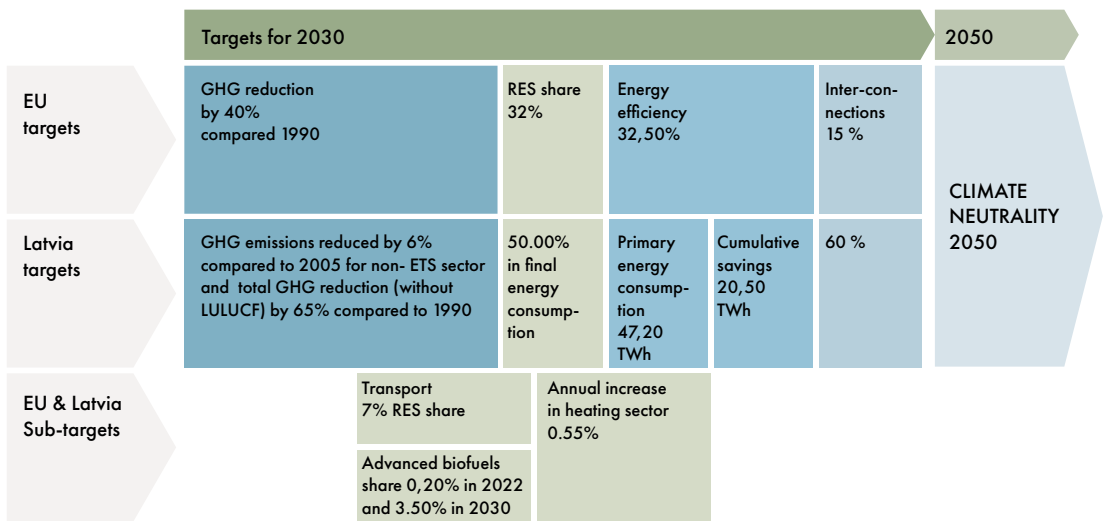 Targets for 2030
2050
EU
targets
GHG reduction
by 40%
compared 1990
RES share
32%
Energy
efficiency
32,50%
Inter-con-
nections
15 %
CLIMATE
NEUTRALITY
2050
Latvia
targets
GHG emissions reduced by 6%
compared to 2005 for non- ETS sector
and total GHG reduction (without
LULUCF) by 65% compared to 1990
50.00%
in final
energy
consump-
tion
Primary
energy
consump-
tion
47,20
TWh
Cumulative
savings
20,50
TWh
60 %
EU & Latvia
Sub-targets
Transport
7% RES share
Advanced biofuels
share 0,20% in 2022
and 3.50% in 2030
Annual increase
in heating sector
0.55%